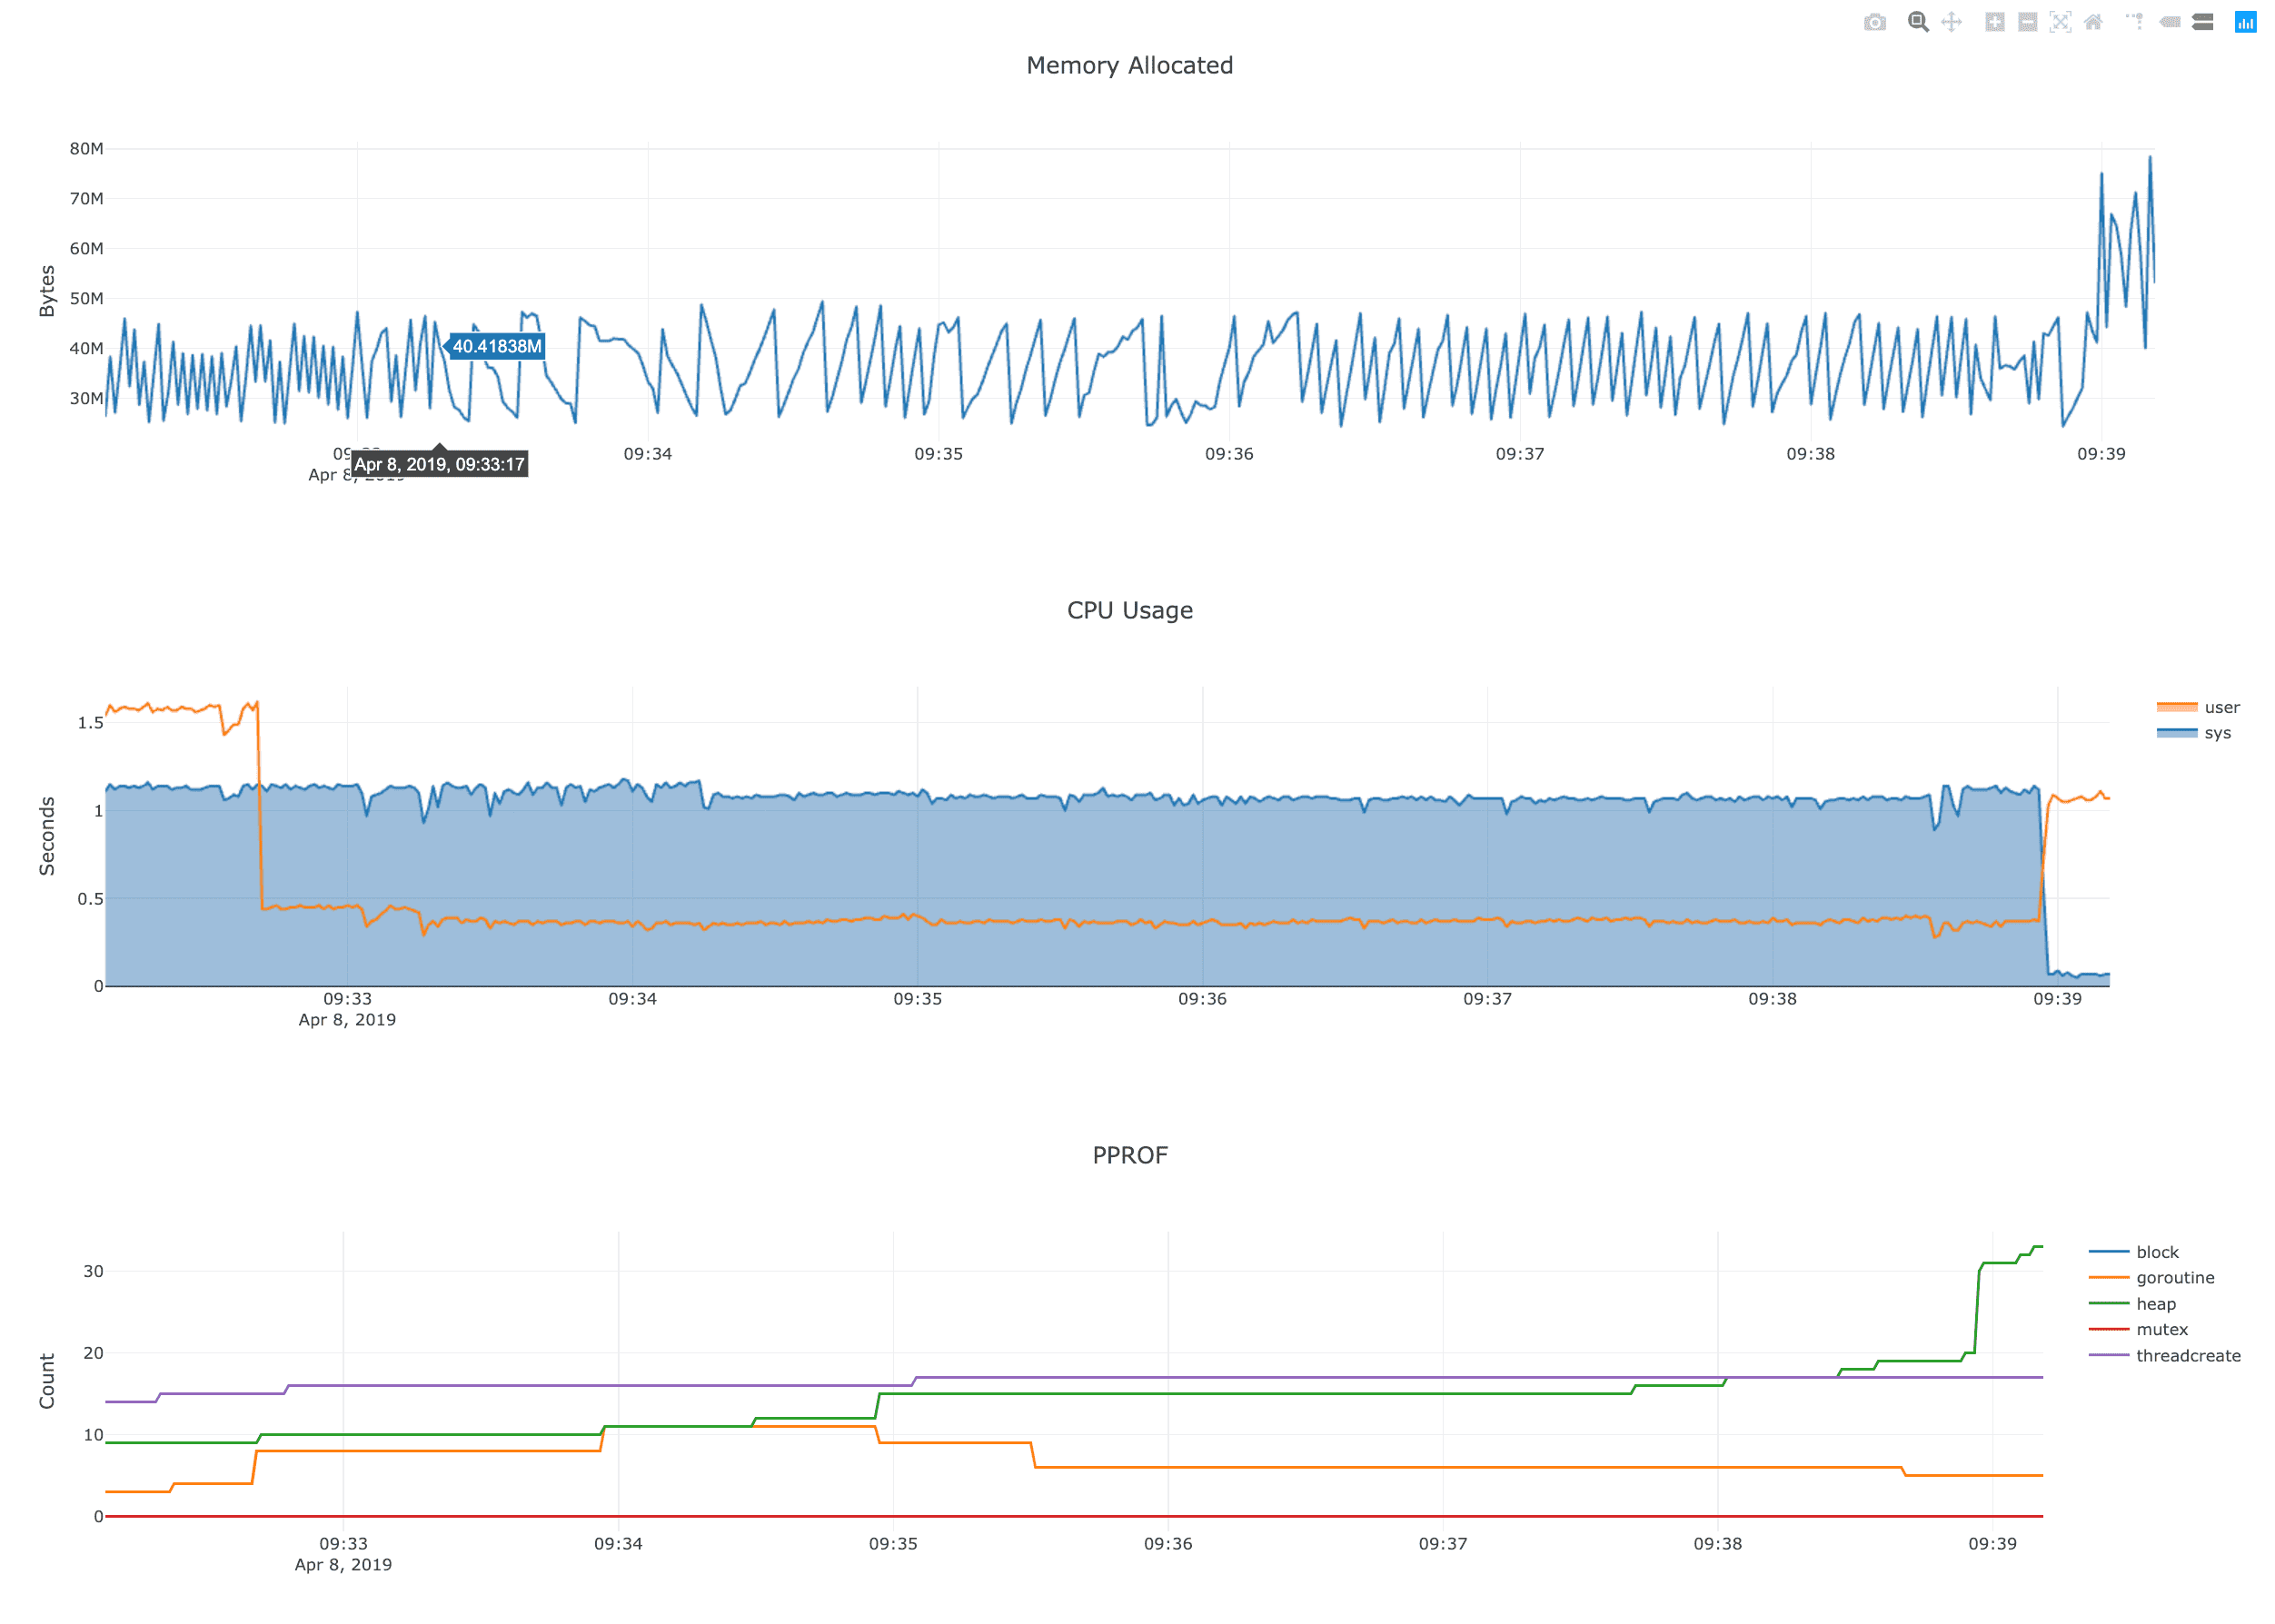 Memory Allocated
80M
70M
60M
50M
40M
30M
Bytes
40.41838M
Apr 8, 2019, 09:33:17
09:34
09:35
09:36
09:37
09:38
09:39
CPU Usage
1.5
1
0.5
0
Seconds
user
sys
09:33
09:34
09:35
09:36
09:37
09:38
09:39
Apr 8, 2019
PPROF
30
20
10
0
Count
block
goroutine
heap
mutex
threadcreate
09:33
09:34
09:35
09:36
09:37
09:38
09:39
Apr 8, 2019